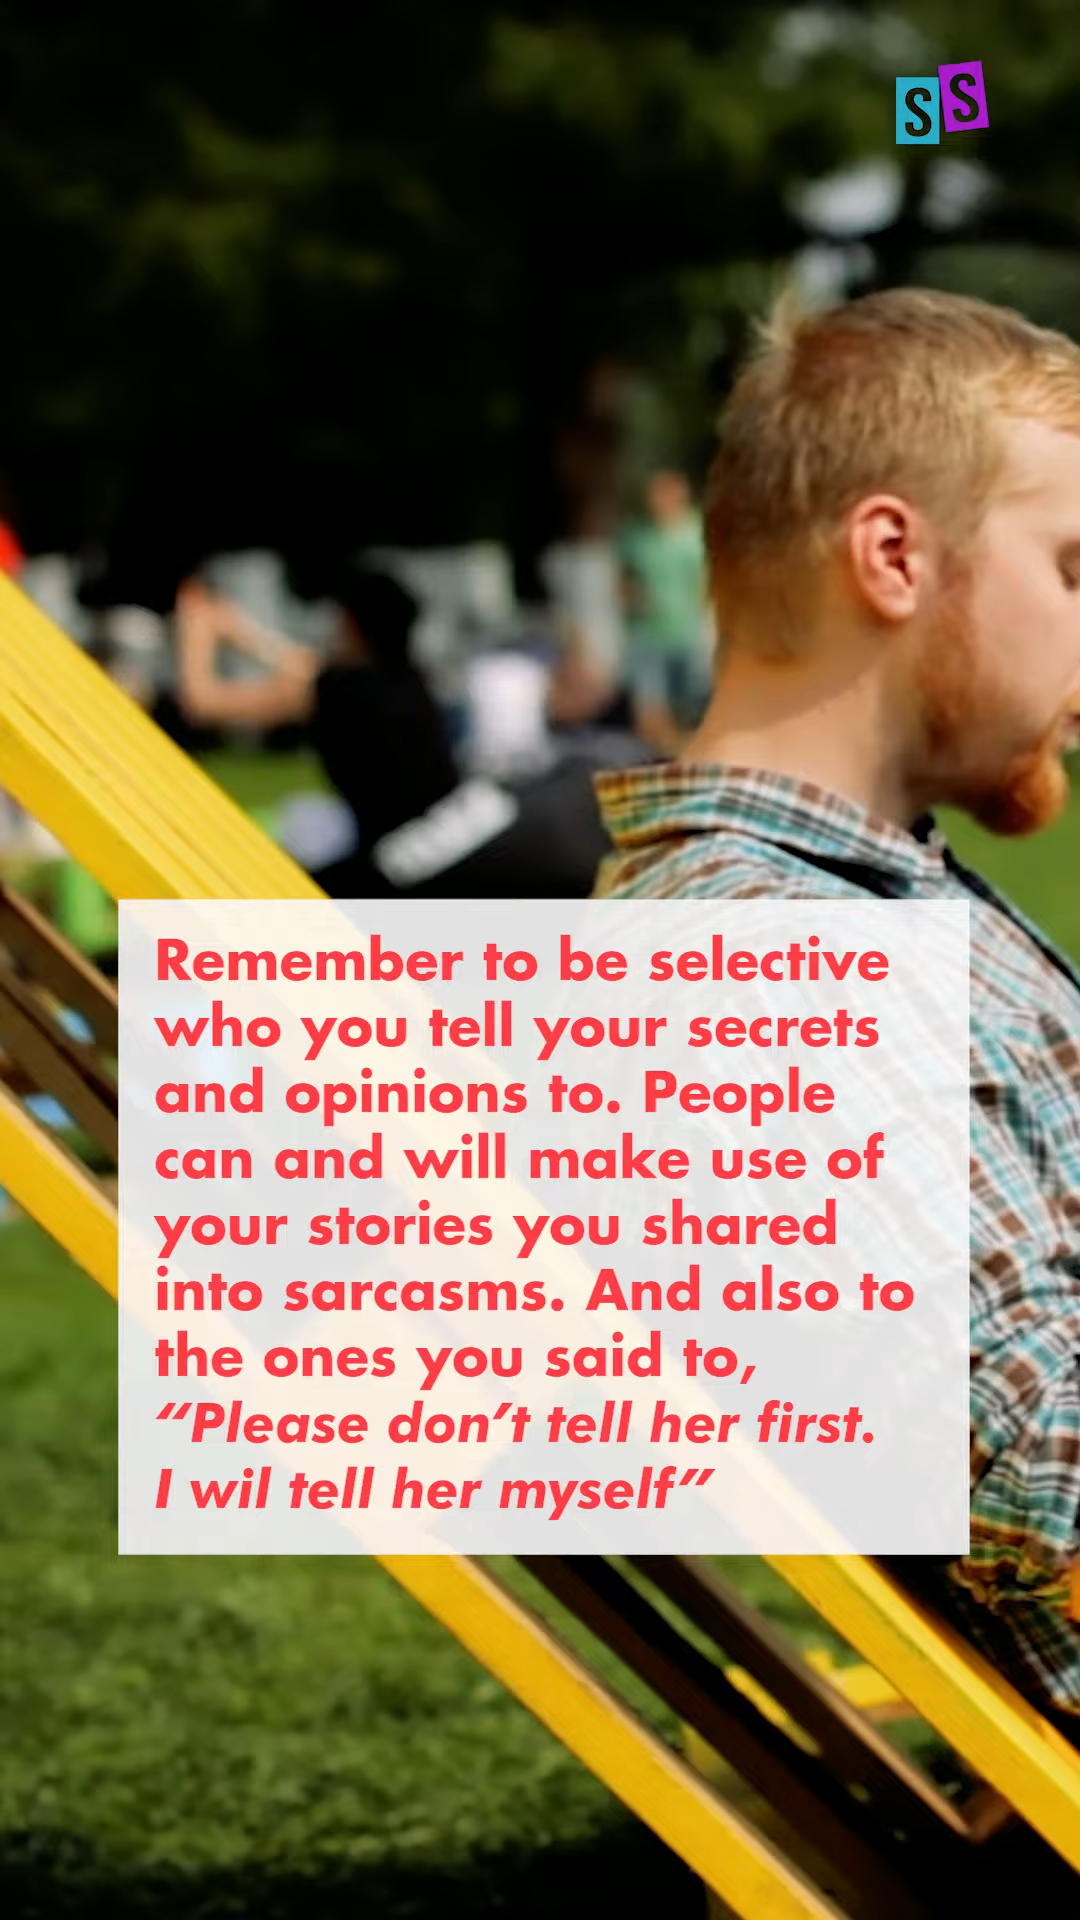 SS
Remember to be selective
who you tell your secrets
and opinions to. People
can and will make use of
your stories you shared
into sarcasms. And also to
the ones you said to,
“Please don’t tell her first.
I wil tell her myself”